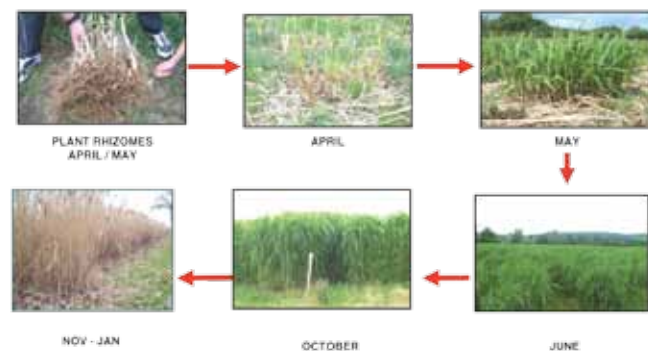 PLANT RHIZOMES
APRIL / MAY
APRIL
MAY
NOV - JAN
OCTOBER
JUNE